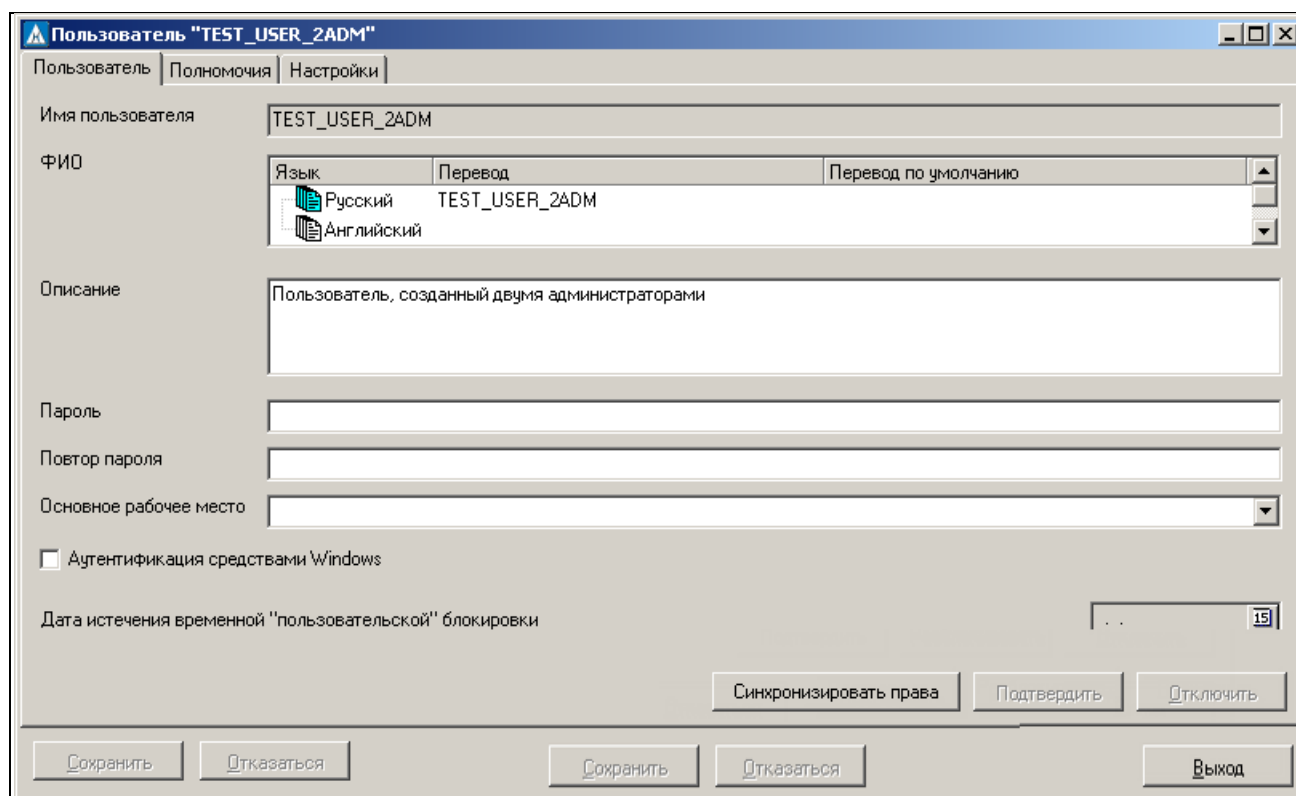 Пользователь "TEST_USER_2ADM"
Пользователь Полномочия Настройки
Имя пользователя TEST_USER_2ADM
ФИО
Язык Перевод Перевод по умолчанию
Русский TEST_USER_2ADM
Английский
Описание Пользователь, созданный двумя администраторами
Пароль
Повтор пароля
Основное рабочее место
Аутентификация средствами Windows
Дата истечения временной "пользовательской" блокировки . . 15
Синхронизировать права Подтвердить Отключить
Сохранить Отказаться Сохранить Отказаться Выход